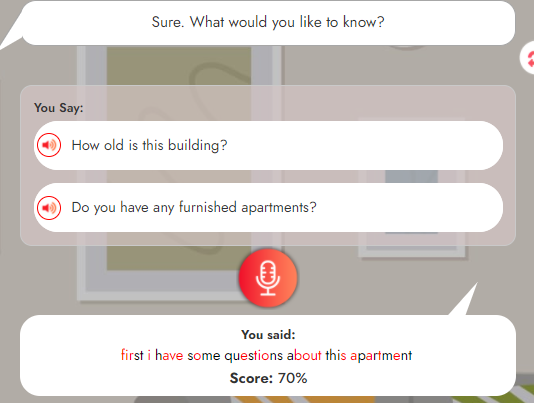 Sure. What would you like to know?
You Say:
How old is this building?
Do you have any furnished apartments?
You said:
first i have some questions about this apartment
Score: 70%